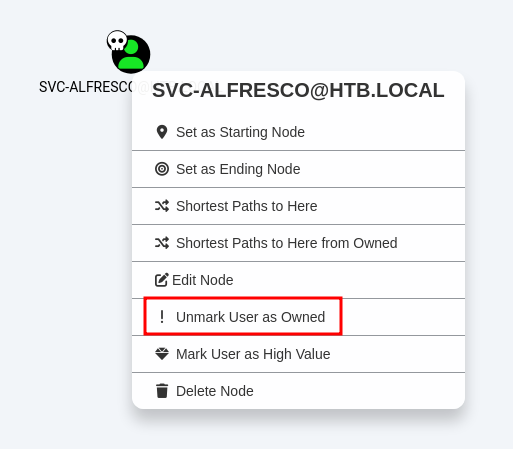 SVC-ALFRESCO
SVC-ALFRESCO@HTB.LOCAL
Set as Starting Node
Set as Ending Node
Shortest Paths to Here
Shortest Paths to Here from Owned
Edit Node
Unmark User as Owned
Mark User as High Value
Delete Node